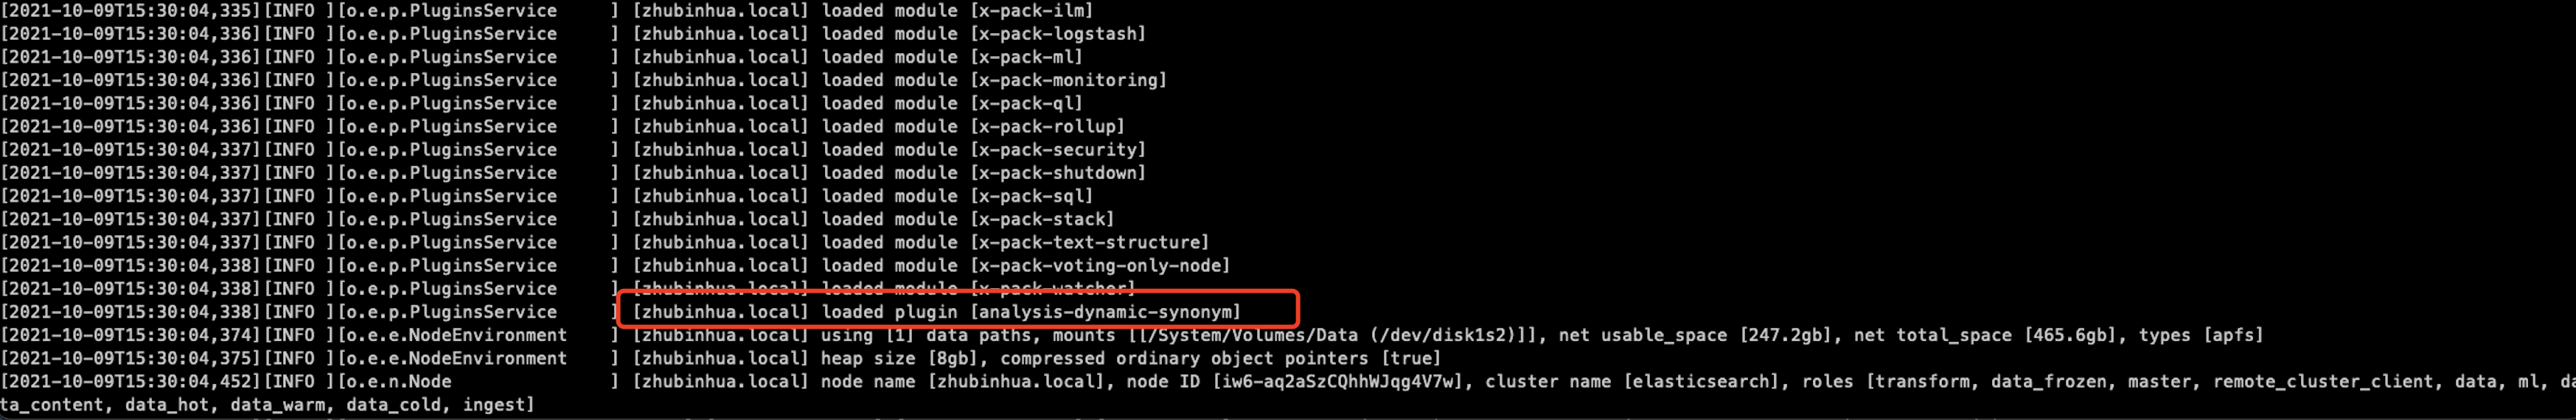 [2021-10-09T15:30:04,335][INFO ][o.e.p.PluginsService     ] [zhubinhua.local] loaded module [x-pack-ilm]
[2021-10-09T15:30:04,336][INFO ][o.e.p.PluginsService     ] [zhubinhua.local] loaded module [x-pack-logstash]
[2021-10-09T15:30:04,336][INFO ][o.e.p.PluginsService     ] [zhubinhua.local] loaded module [x-pack-ml]
[2021-10-09T15:30:04,336][INFO ][o.e.p.PluginsService     ] [zhubinhua.local] loaded module [x-pack-monitoring]
[2021-10-09T15:30:04,336][INFO ][o.e.p.PluginsService     ] [zhubinhua.local] loaded module [x-pack-ql]
[2021-10-09T15:30:04,336][INFO ][o.e.p.PluginsService     ] [zhubinhua.local] loaded module [x-pack-rollup]
[2021-10-09T15:30:04,337][INFO ][o.e.p.PluginsService     ] [zhubinhua.local] loaded module [x-pack-security]
[2021-10-09T15:30:04,337][INFO ][o.e.p.PluginsService     ] [zhubinhua.local] loaded module [x-pack-shutdown]
[2021-10-09T15:30:04,337][INFO ][o.e.p.PluginsService     ] [zhubinhua.local] loaded module [x-pack-sql]
[2021-10-09T15:30:04,337][INFO ][o.e.p.PluginsService     ] [zhubinhua.local] loaded module [x-pack-stack]
[2021-10-09T15:30:04,337][INFO ][o.e.p.PluginsService     ] [zhubinhua.local] loaded module [x-pack-text-structure]
[2021-10-09T15:30:04,338][INFO ][o.e.p.PluginsService     ] [zhubinhua.local] loaded module [x-pack-voting-only-node]
[2021-10-09T15:30:04,338][INFO ][o.e.p.PluginsService     ] [zhubinhua.local] loaded module [x-pack-watcher]
[2021-10-09T15:30:04,338][INFO ][o.e.p.PluginsService     ] [zhubinhua.local] loaded plugin [analysis-dynamic-synonym]
[2021-10-09T15:30:04,374][INFO ][o.e.e.NodeEnvironment    ] [zhubinhua.local] using [1] data paths, mounts [[/System/Volumes/Data (/dev/disk1s2)]], net usable_space [247.2gb], net total_space [465.6gb], types [apfs]
[2021-10-09T15:30:04,375][INFO ][o.e.e.NodeEnvironment    ] [zhubinhua.local] heap size [8gb], compressed ordinary object pointers [true]
[2021-10-09T15:30:04,452][INFO ][o.e.n.Node               ] [zhubinhua.local] node name [zhubinhua.local], node ID [iw6-aq2aSzCQhhWJqg4V7w], cluster name [elasticsearch], roles [transform, data_frozen, master, remote_cluster_client, data, ml, da
ta_content, data_hot, data_warm, data_cold, ingest]